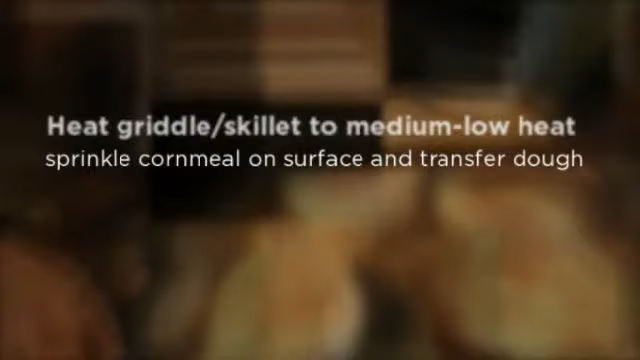 Heat griddle/skillet to medium-low heat
sprinkle cornmeal on surface and transfer dough